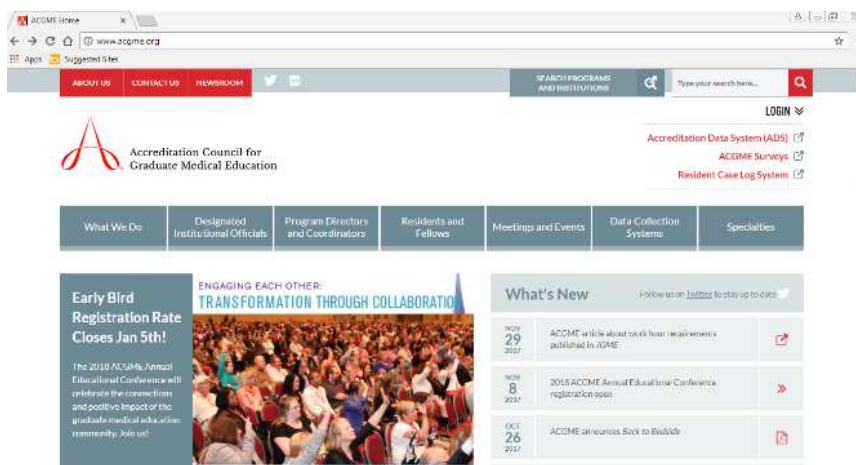 ACGME Home
www.acgme.org
Apps
Suggested Sites
ABOUT US
CONTACT US
NEWSROOM
SEARCH PROGRAMS
AND INSTITUTIONS
Type your search here...
LOGIN
Accreditation Data System (ADS)
ACGME Surveys
Resident Case Log System
Accreditation Council for
Graduate Medical Education
What We Do
Designated
Institutional Officials
Program Directors
and Coordinators
Residents and
Fellows
Meetings and Events
Data Collection
Systems
Specialties
Early Bird
Registration Rate
Closes Jan 5th!
The 2018 ACGME Annual
Educational Conference will
celebrate the connections
and positive impact of the
graduate medical education
community. Join us!
ENGAGING EACH OTHER:
TRANSFORMATION THROUGH COLLABORATION
What's New
Follow us on Twitter to stay up to date
NOV
29
2017
ACGME article about work hour requirements
published in JGME
NOV
8
2017
2018 ACGME Annual Educational Conference
registration open
OCT
26
2017
ACGME announces Back to Bedside